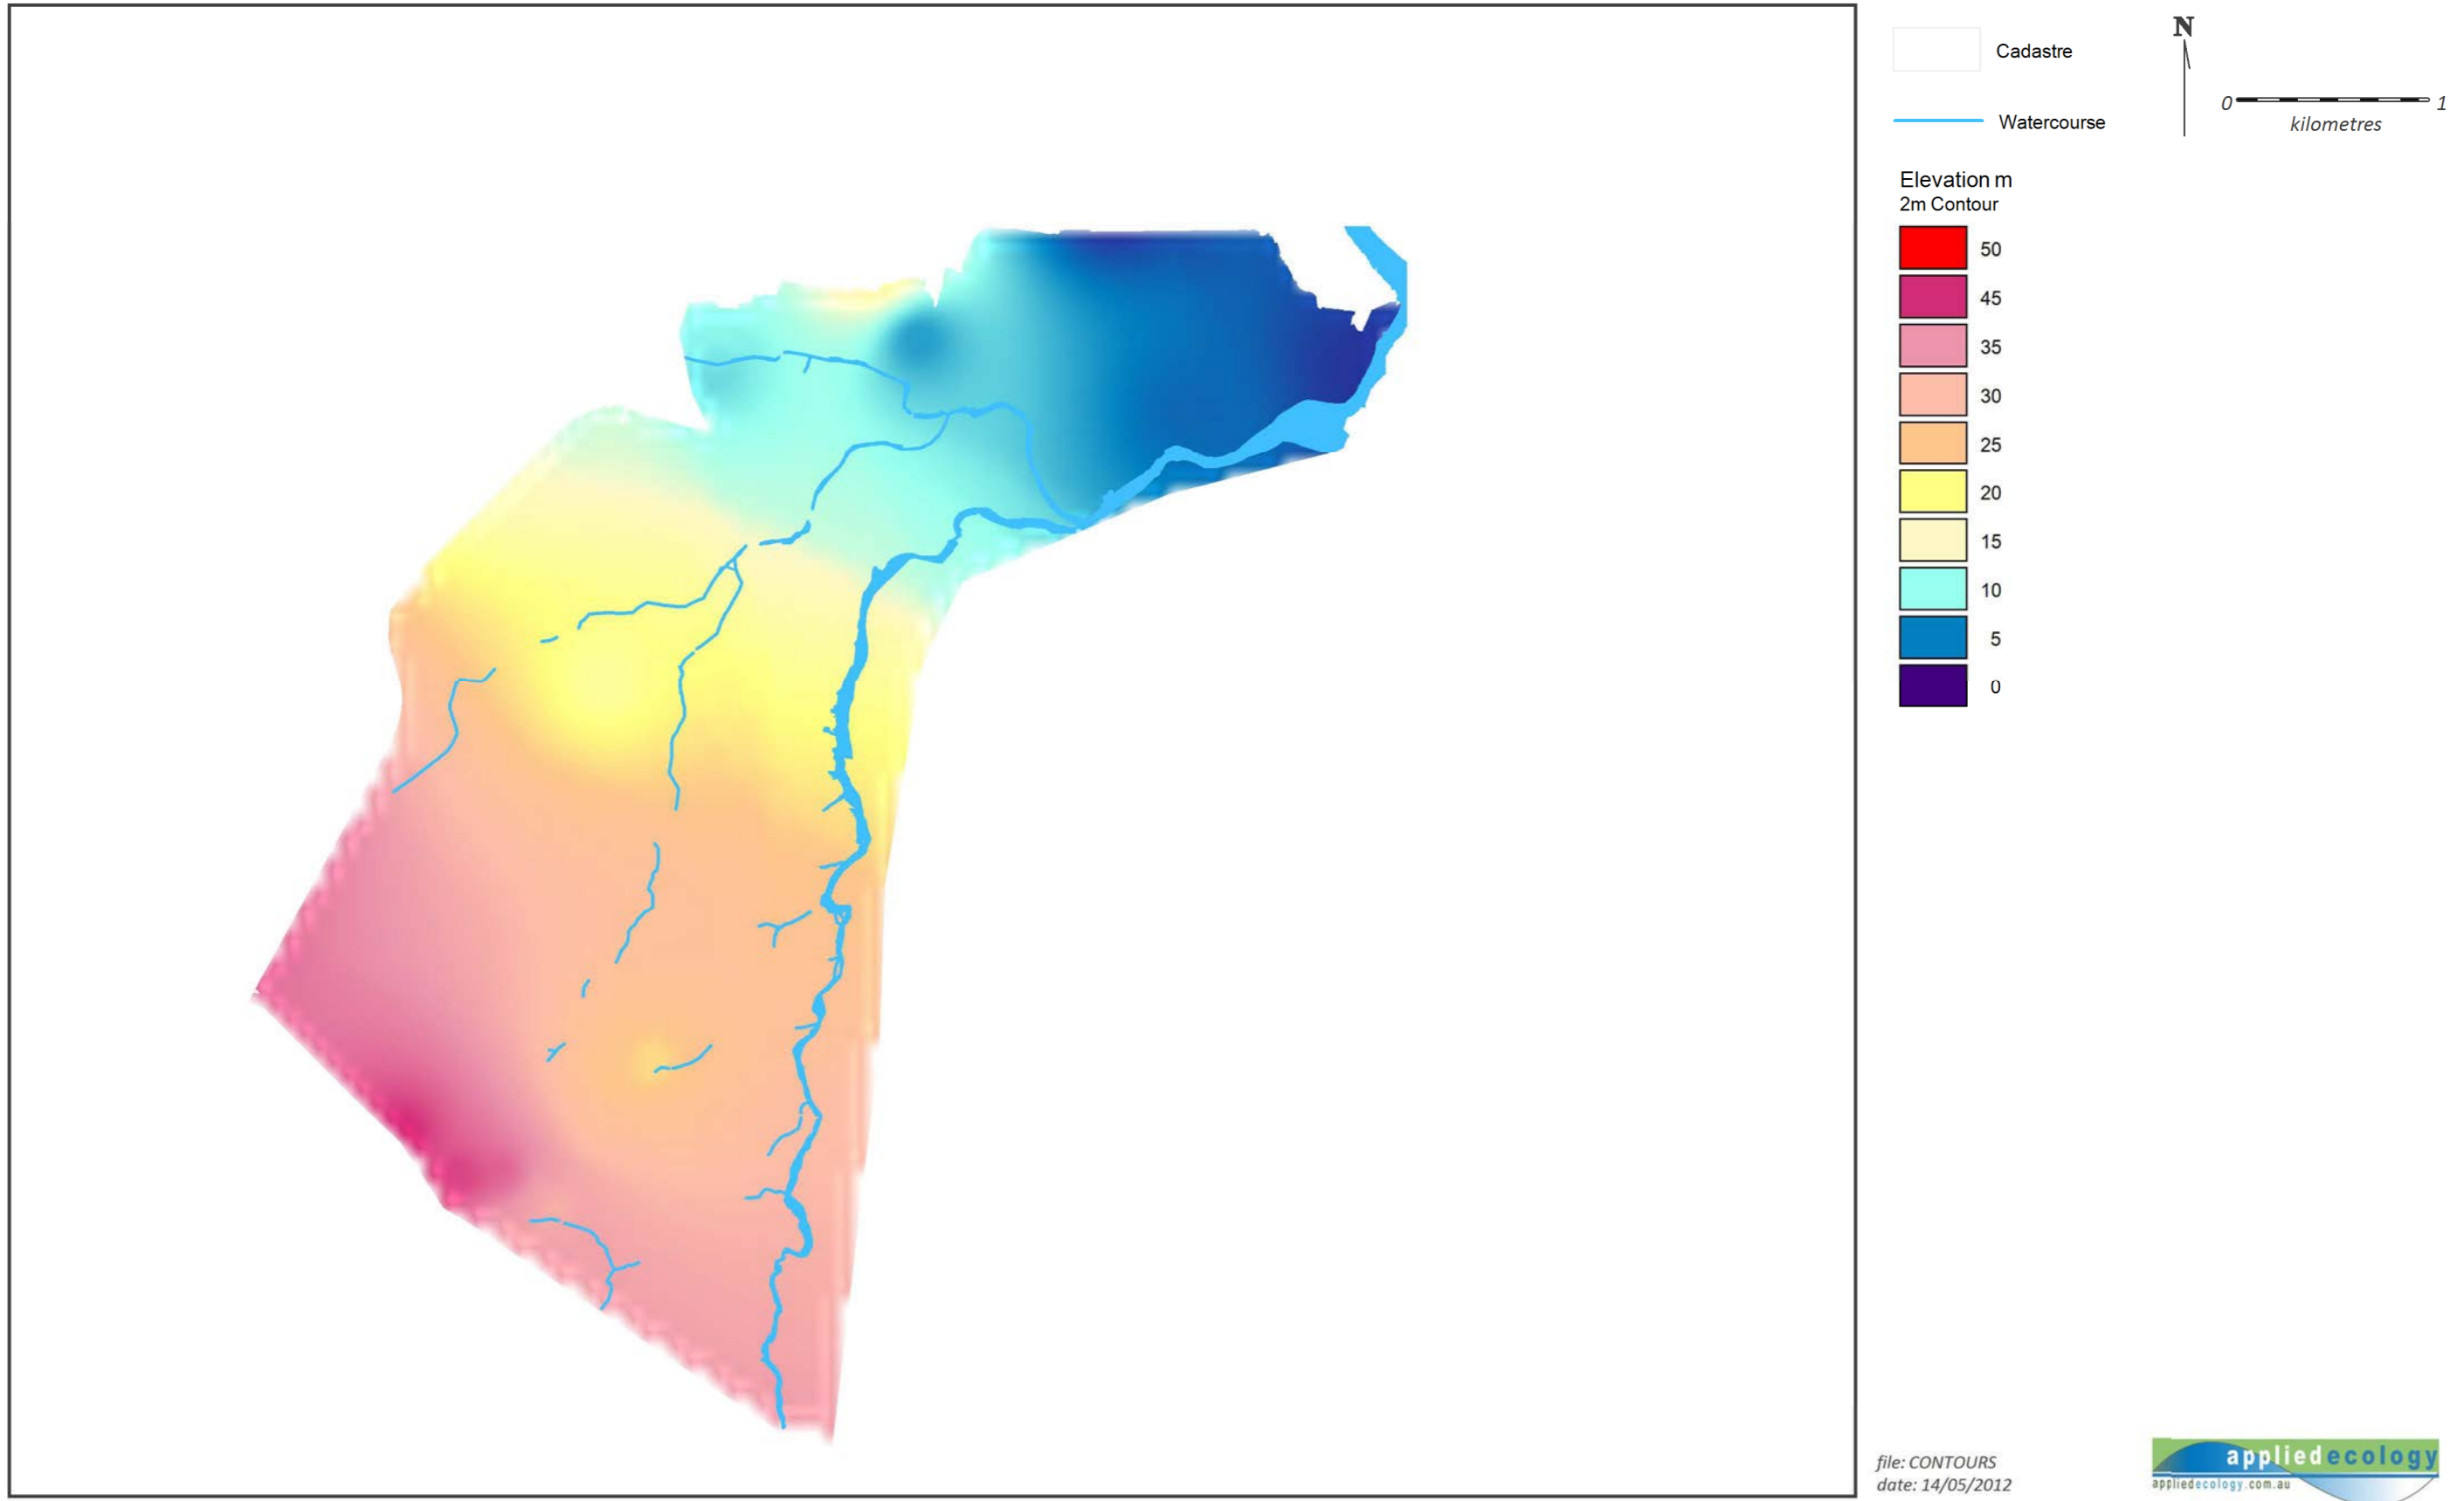 Cadastre
N
0 1
kilometres
Watercourse
Elevation m
2m Contour
50
45
35
30
25
20
15
10
5
0
file: CONTOURS
date: 14/05/2012
appliedecology
appliedecology.com.au